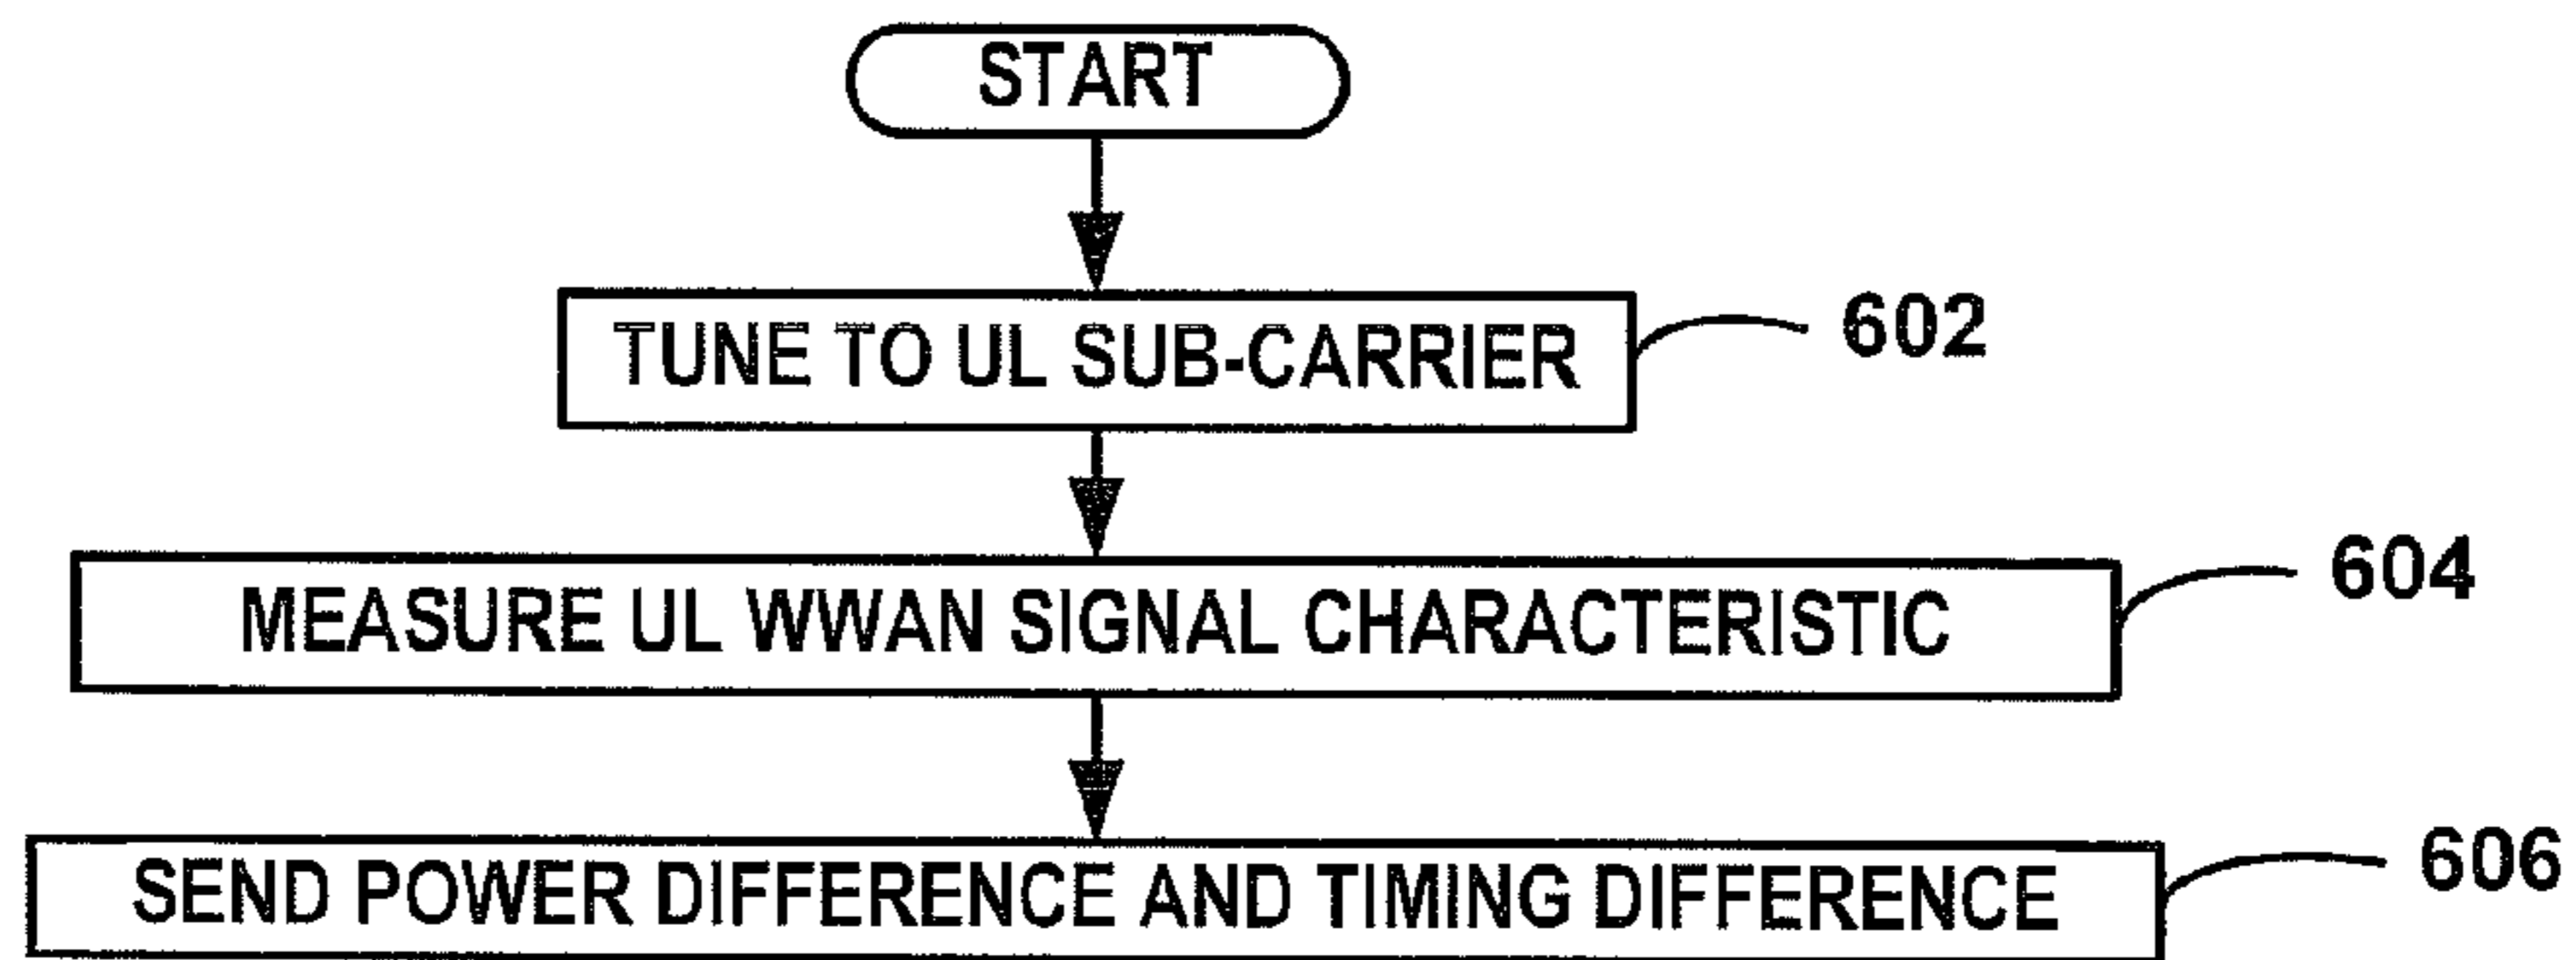 START
TUNE TO UL SUB-CARRIER
602
MEASURE UL WWAN SIGNAL CHARACTERISTIC
604
SEND POWER DIFFERENCE AND TIMING DIFFERENCE
606